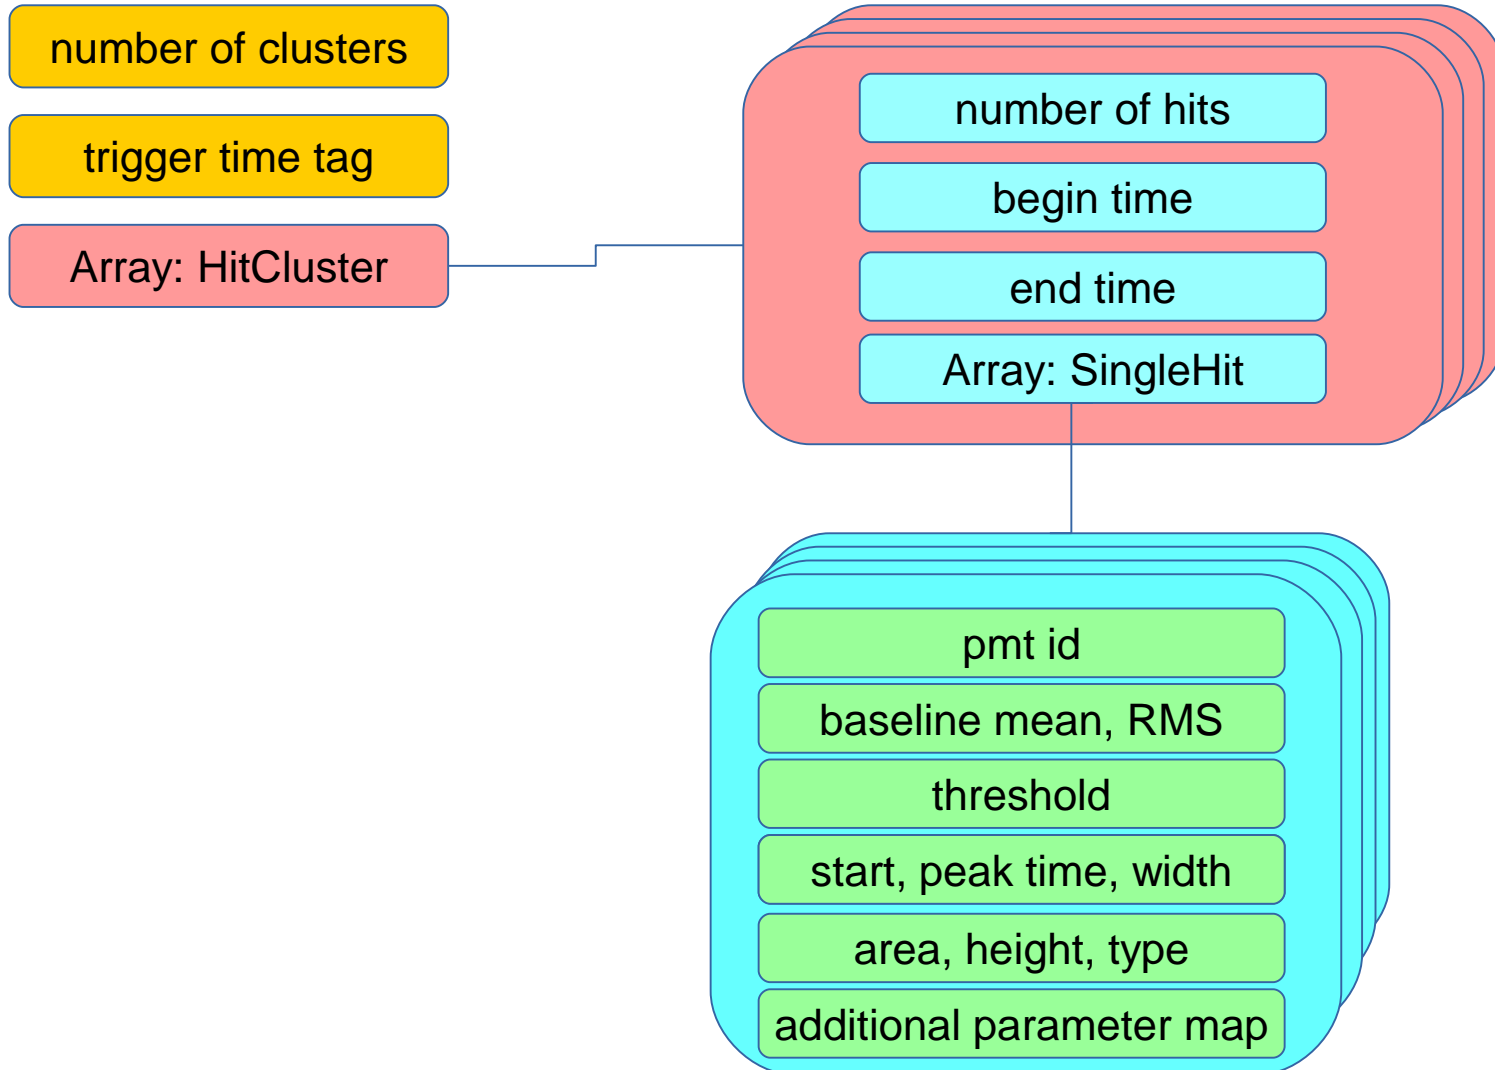 number of clusters
trigger time tag
Array: HitCluster
number of hits
begin time
end time
Array: SingleHit
pmt id
baseline mean, RMS
threshold
start, peak time, width
area, height, type
additional parameter map